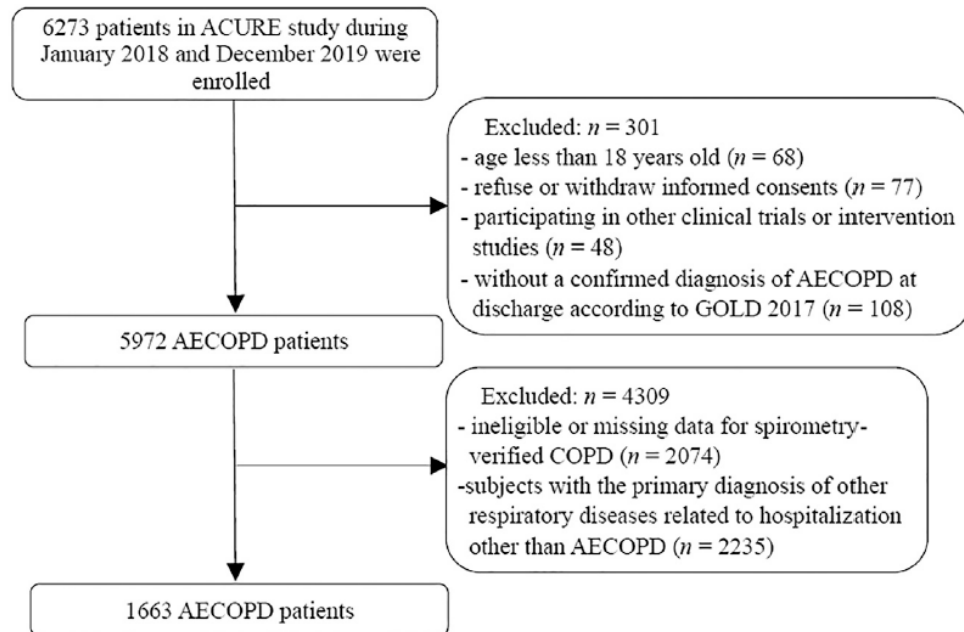 6273 patients in ACURE study during
January 2018 and December 2019 were
enrolled
Excluded: n = 301
- age less than 18 years old (n = 68)
- refuse or withdraw informed consents (n = 77)
- participating in other clinical trials or intervention
studies (n = 48)
- without a confirmed diagnosis of AECOPD at
discharge according to GOLD 2017 (n = 108)
5972 AECOPD patients
Excluded: n = 4309
- ineligible or missing data for spirometry-
verified COPD (n = 2074)
-subjects with the primary diagnosis of other
respiratory diseases related to hospitalization
other than AECOPD (n = 2235)
1663 AECOPD patients